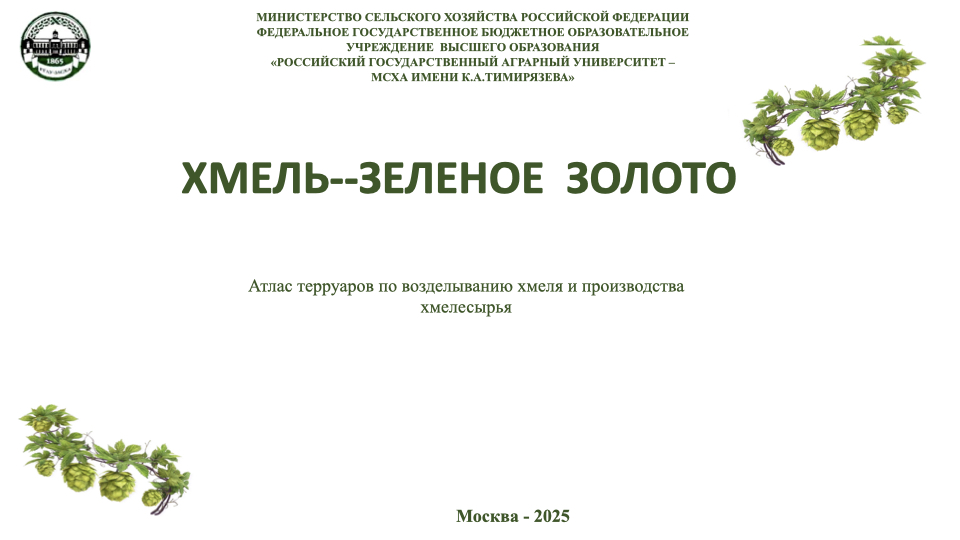 МИНИСТЕРСТВО СЕЛЬСКОГО ХОЗЯЙСТВА РОССИЙСКОЙ ФЕДЕРАЦИИ
ФЕДЕРАЛЬНОЕ ГОСУДАРСТВЕННОЕ БЮДЖЕТНОЕ ОБРАЗОВАТЕЛЬНОЕ
УЧРЕЖДЕНИЕ ВЫСШЕГО ОБРАЗОВАНИЯ
«РОССИЙСКИЙ ГОСУДАРСТВЕННЫЙ АГРАРНЫЙ УНИВЕРСИТЕТ –
МСХА ИМЕНИ К.А.ТИМИРЯЗЕВА»
1865
ХМЕЛЬ--ЗЕЛЕНОЕ ЗОЛОТО
Атлас терруаров по возделыванию хмеля и производства
хмелесырья
Москва - 2025